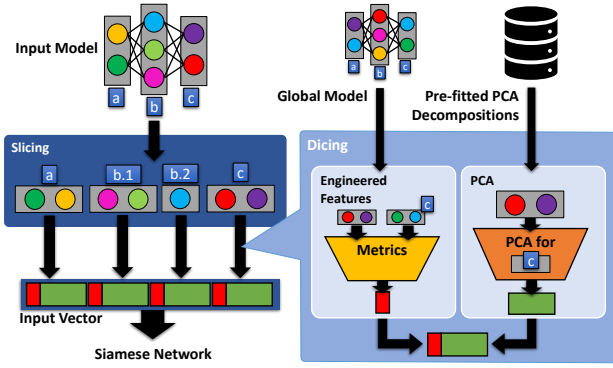 Input Model
a
b
c
a
b
c
Global Model
Pre-fitted PCA
Decompositions
Slicing
a
b.1
b.2
c
Dicing
Engineered
Features
c
Metrics
PCA
PCA for
c
Input Vector
Siamese Network